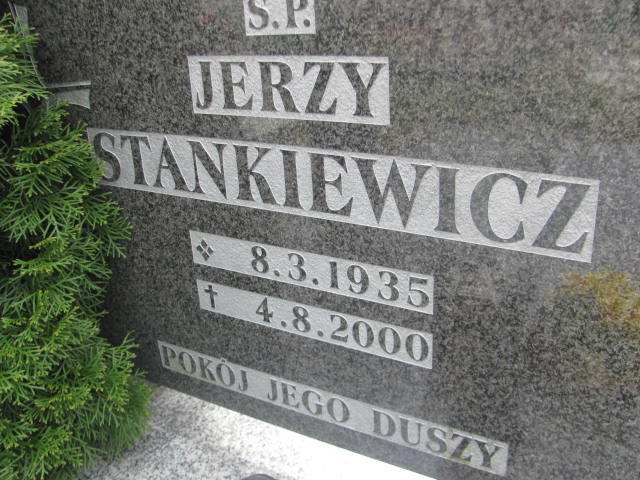 Ś.P.
JERZY
STANKIEWICZ
8.3.1935
4.8.2000
POKÓJ JEGO DUSZY